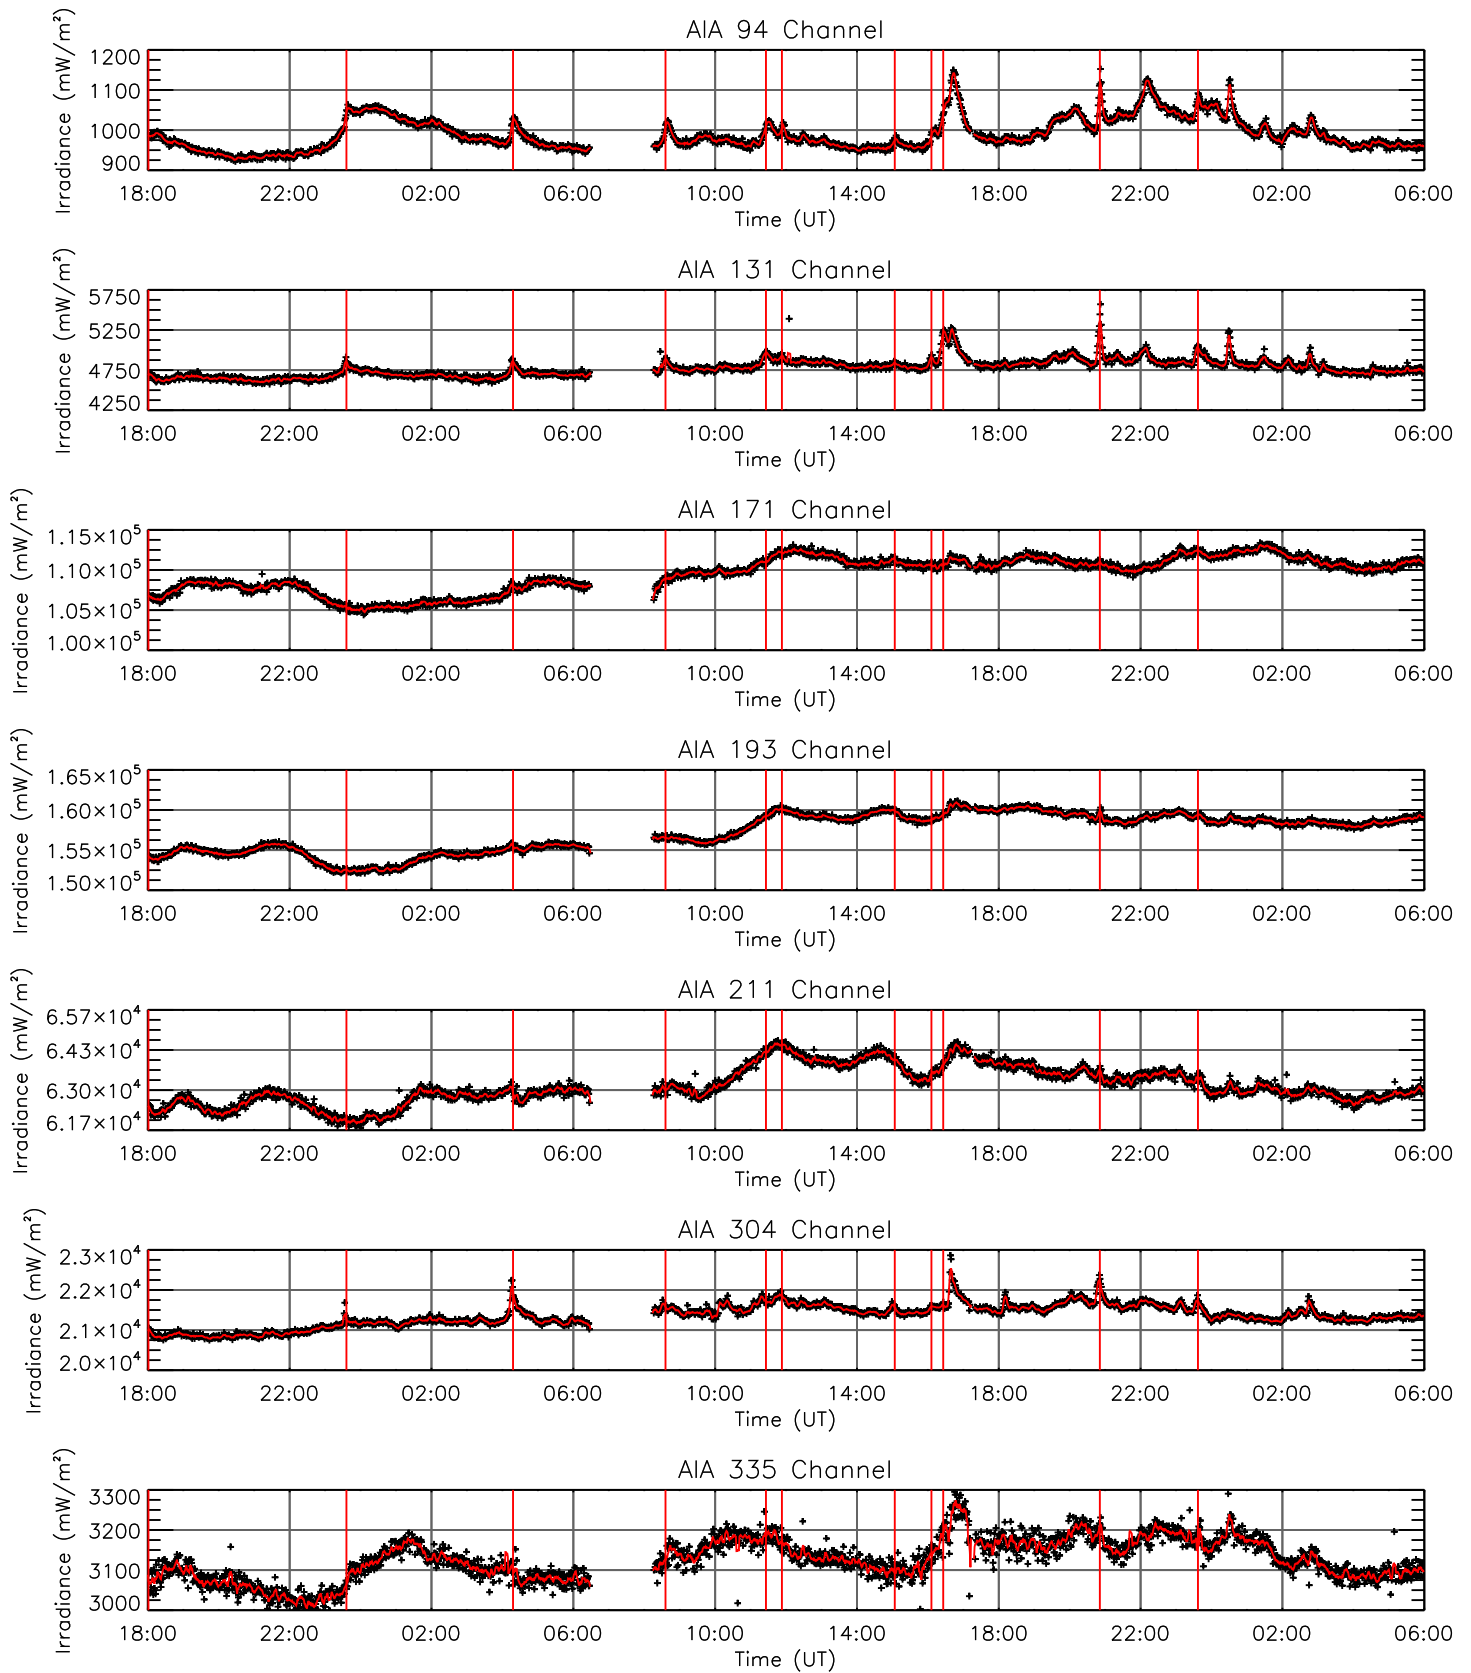 AIA 94 Channel
Irradiance (mW/m²)
1200
1100
1000
900
18:00 22:00 02:00 06:00 10:00 14:00 18:00 22:00 02:00 06:00
Time (UT)
AIA 131 Channel
Irradiance (mW/m²)
5750
5250
4750
4250
18:00 22:00 02:00 06:00 10:00 14:00 18:00 22:00 02:00 06:00
Time (UT)
AIA 171 Channel
Irradiance (mW/m²)
1.15×10⁵
1.10×10⁵
1.05×10⁵
1.00×10⁵
18:00 22:00 02:00 06:00 10:00 14:00 18:00 22:00 02:00 06:00
Time (UT)
AIA 193 Channel
Irradiance (mW/m²)
1.65×10⁵
1.60×10⁵
1.55×10⁵
1.50×10⁵
18:00 22:00 02:00 06:00 10:00 14:00 18:00 22:00 02:00 06:00
Time (UT)
AIA 211 Channel
Irradiance (mW/m²)
6.57×10⁴
6.43×10⁴
6.30×10⁴
6.17×10⁴
18:00 22:00 02:00 06:00 10:00 14:00 18:00 22:00 02:00 06:00
Time (UT)
AIA 304 Channel
Irradiance (mW/m²)
2.3×10⁴
2.2×10⁴
2.1×10⁴
2.0×10⁴
18:00 22:00 02:00 06:00 10:00 14:00 18:00 22:00 02:00 06:00
Time (UT)
AIA 335 Channel
Irradiance (mW/m²)
3300
3200
3100
3000
18:00 22:00 02:00 06:00 10:00 14:00 18:00 22:00 02:00 06:00
Time (UT)